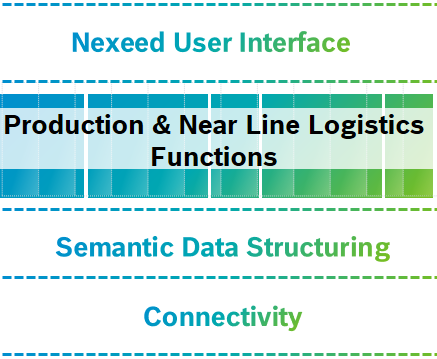 Nexeed User Interface
Production & Near Line Logistics
Functions
Semantic Data Structuring
Connectivity